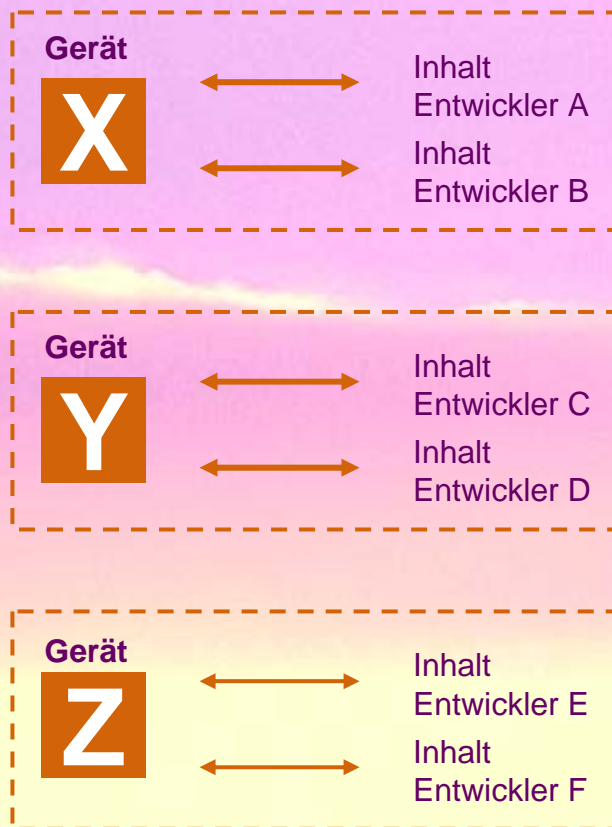 Gerät
X
Inhalt
Entwickler A
Inhalt
Entwickler B
Gerät
Y
Inhalt
Entwickler C
Inhalt
Entwickler D
Gerät
Z
Inhalt
Entwickler E
Inhalt
Entwickler F